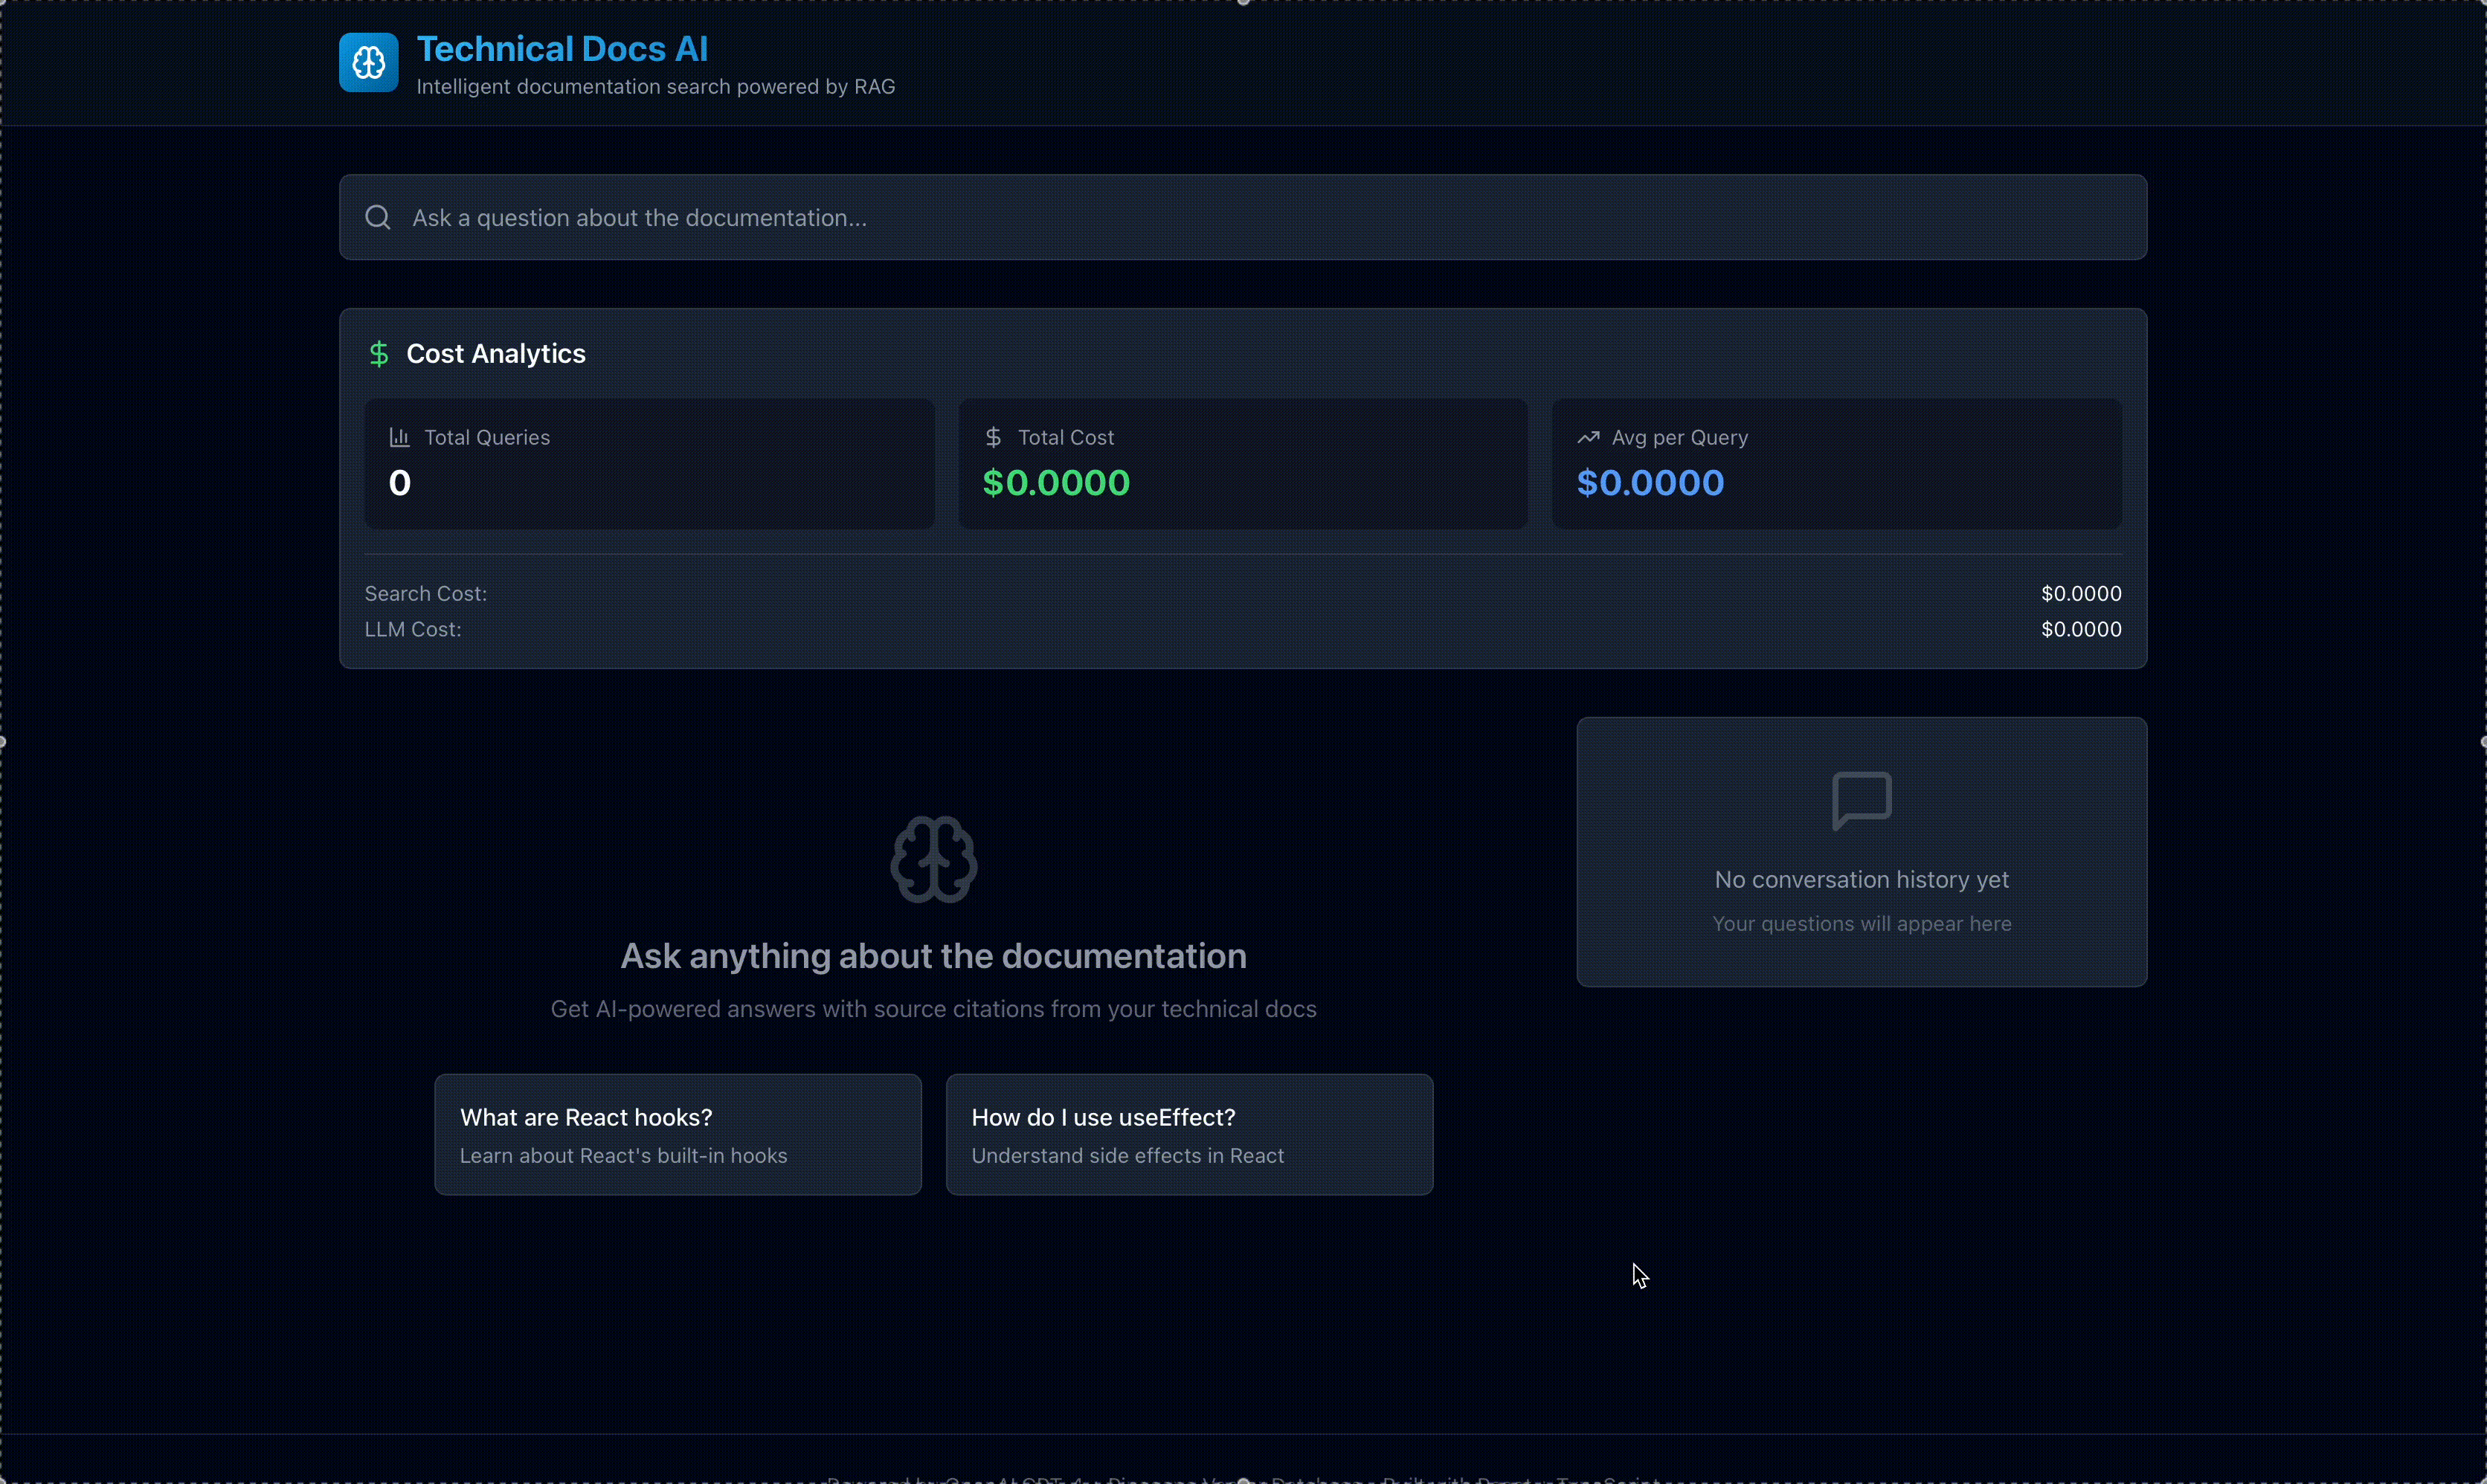 Technical Docs AI
Intelligent documentation search powered by RAG
Ask a question about the documentation...
Cost Analytics
Total Queries
0
Total Cost
$0.0000
Avg per Query
$0.0000
Search Cost:
$0.0000
LLM Cost:
$0.0000
No conversation history yet
Your questions will appear here
Ask anything about the documentation
Get AI-powered answers with source citations from your technical docs
What are React hooks?
Learn about React's built-in hooks
How do I use useEffect?
Understand side effects in React